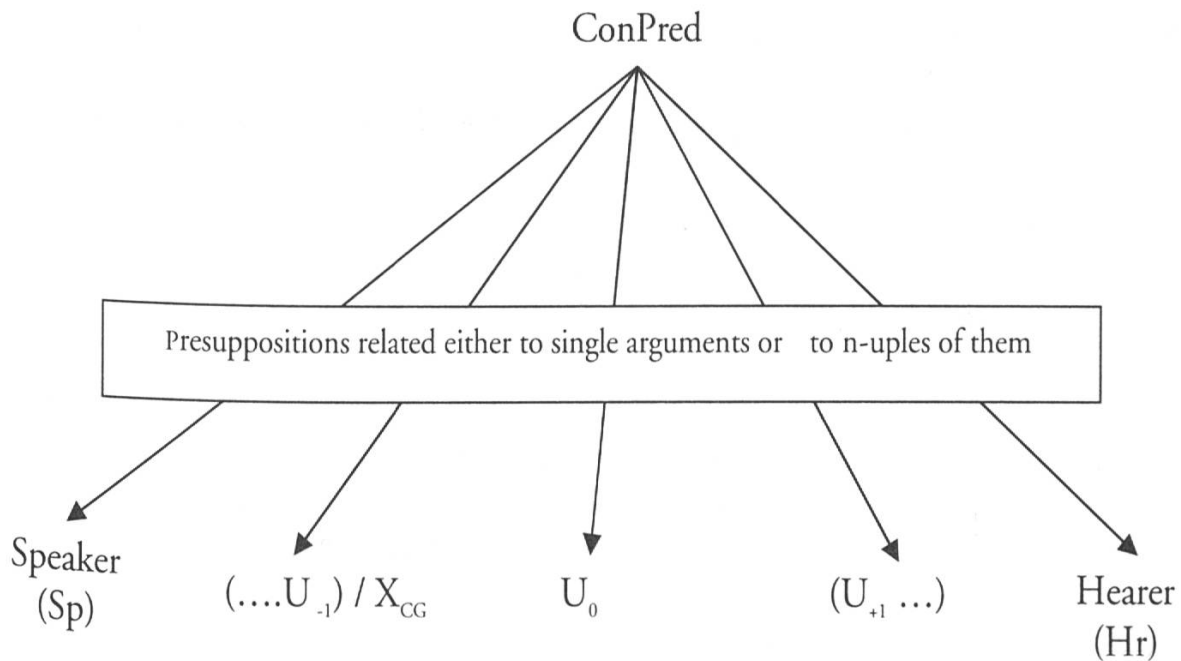 ConPred
Presuppositions related either to single arguments or to n-uples of them
Speaker
(Sp)
(....U₋₁) / X_CG
U₀
(U₊₁ ...)
Hearer
(Hr)